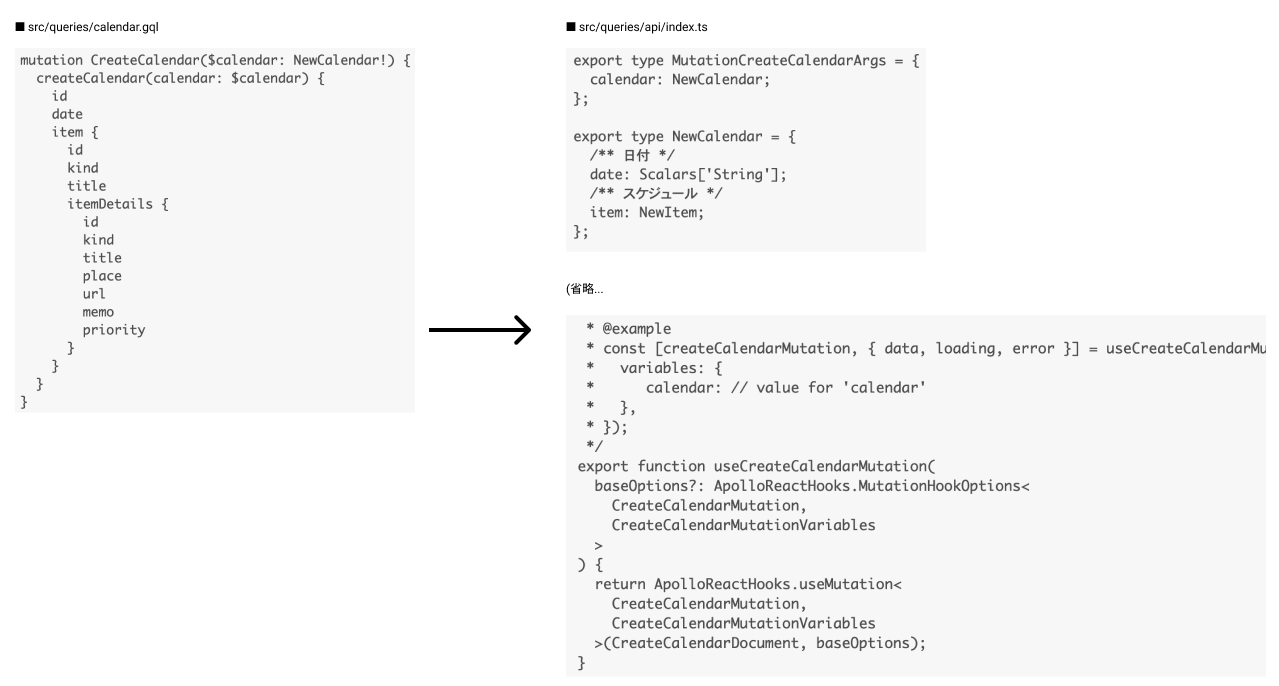 ■ src/queries/calendar.gql
mutation CreateCalendar($calendar: NewCalendar!) {
  createCalendar(calendar: $calendar) {
    id
    date
    item {
      id
      kind
      title
      itemDetails {
        id
        kind
        title
        place
        url
        memo
        priority
      }
    }
  }
}
■ src/queries/api/index.ts
export type MutationCreateCalendarArgs = {
  calendar: NewCalendar;
};

export type NewCalendar = {
  /** 日付 */
  date: Scalars['String'];
  /** スケジュール */
  item: NewItem;
};
(省略...
 * @example
 * const [createCalendarMutation, { data, loading, error }] = useCreateCalendarMu
 *   variables: {
 *      calendar: // value for 'calendar'
 *   },
 * });
 */
export function useCreateCalendarMutation(
  baseOptions?: ApolloReactHooks.MutationHookOptions<
    CreateCalendarMutation,
    CreateCalendarMutationVariables
  >
) {
  return ApolloReactHooks.useMutation<
    CreateCalendarMutation,
    CreateCalendarMutationVariables
  >(CreateCalendarDocument, baseOptions);
}